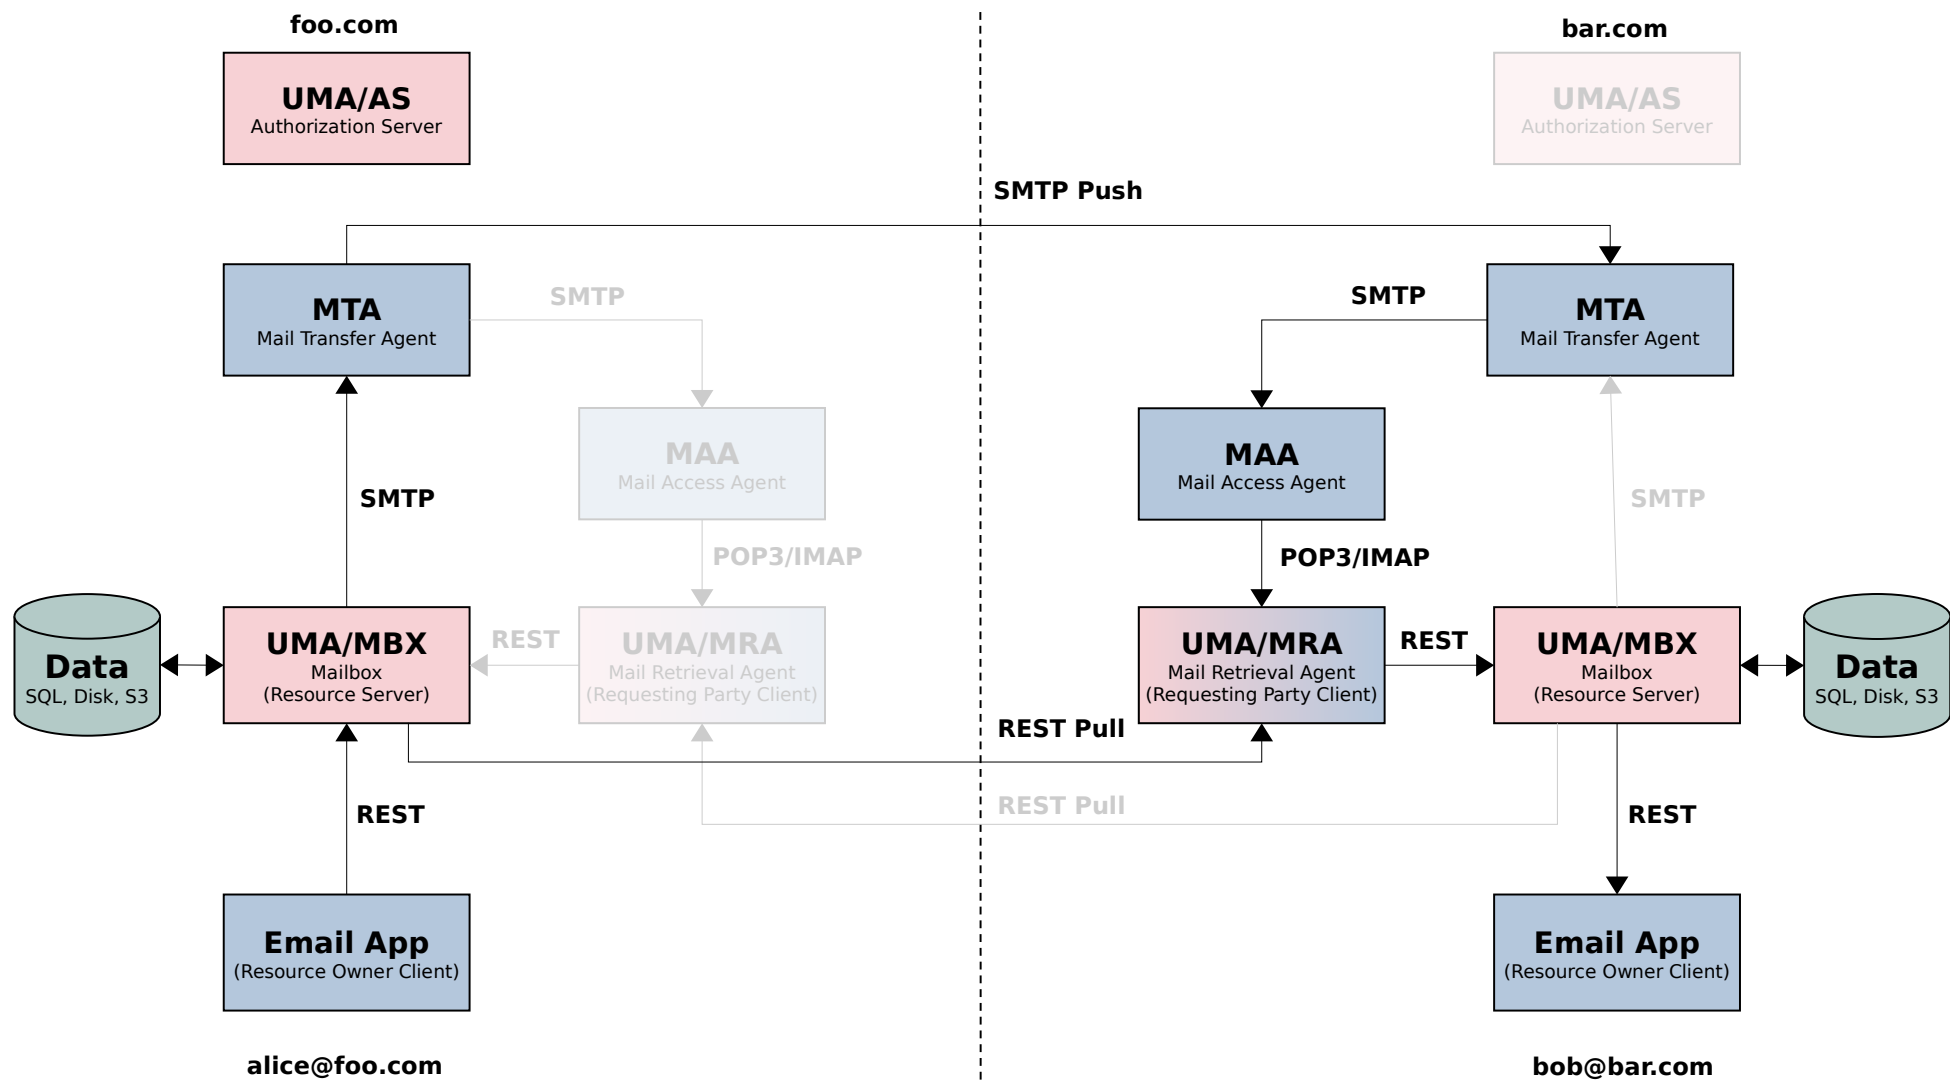 foo.com
bar.com
UMA/AS
Authorization Server
UMA/AS
Authorization Server
SMTP Push
MTA
Mail Transfer Agent
SMTP
SMTP
MTA
Mail Transfer Agent
MAA
Mail Access Agent
MAA
Mail Access Agent
SMTP
SMTP
POP3/IMAP
POP3/IMAP
Data
SQL, Disk, S3
UMA/MBX
Mailbox
(Resource Server)
REST
UMA/MRA
Mail Retrieval Agent
(Requesting Party Client)
UMA/MRA
Mail Retrieval Agent
(Requesting Party Client)
REST
UMA/MBX
Mailbox
(Resource Server)
Data
SQL, Disk, S3
REST Pull
REST Pull
REST
REST
Email App
(Resource Owner Client)
Email App
(Resource Owner Client)
alice@foo.com
bob@bar.com